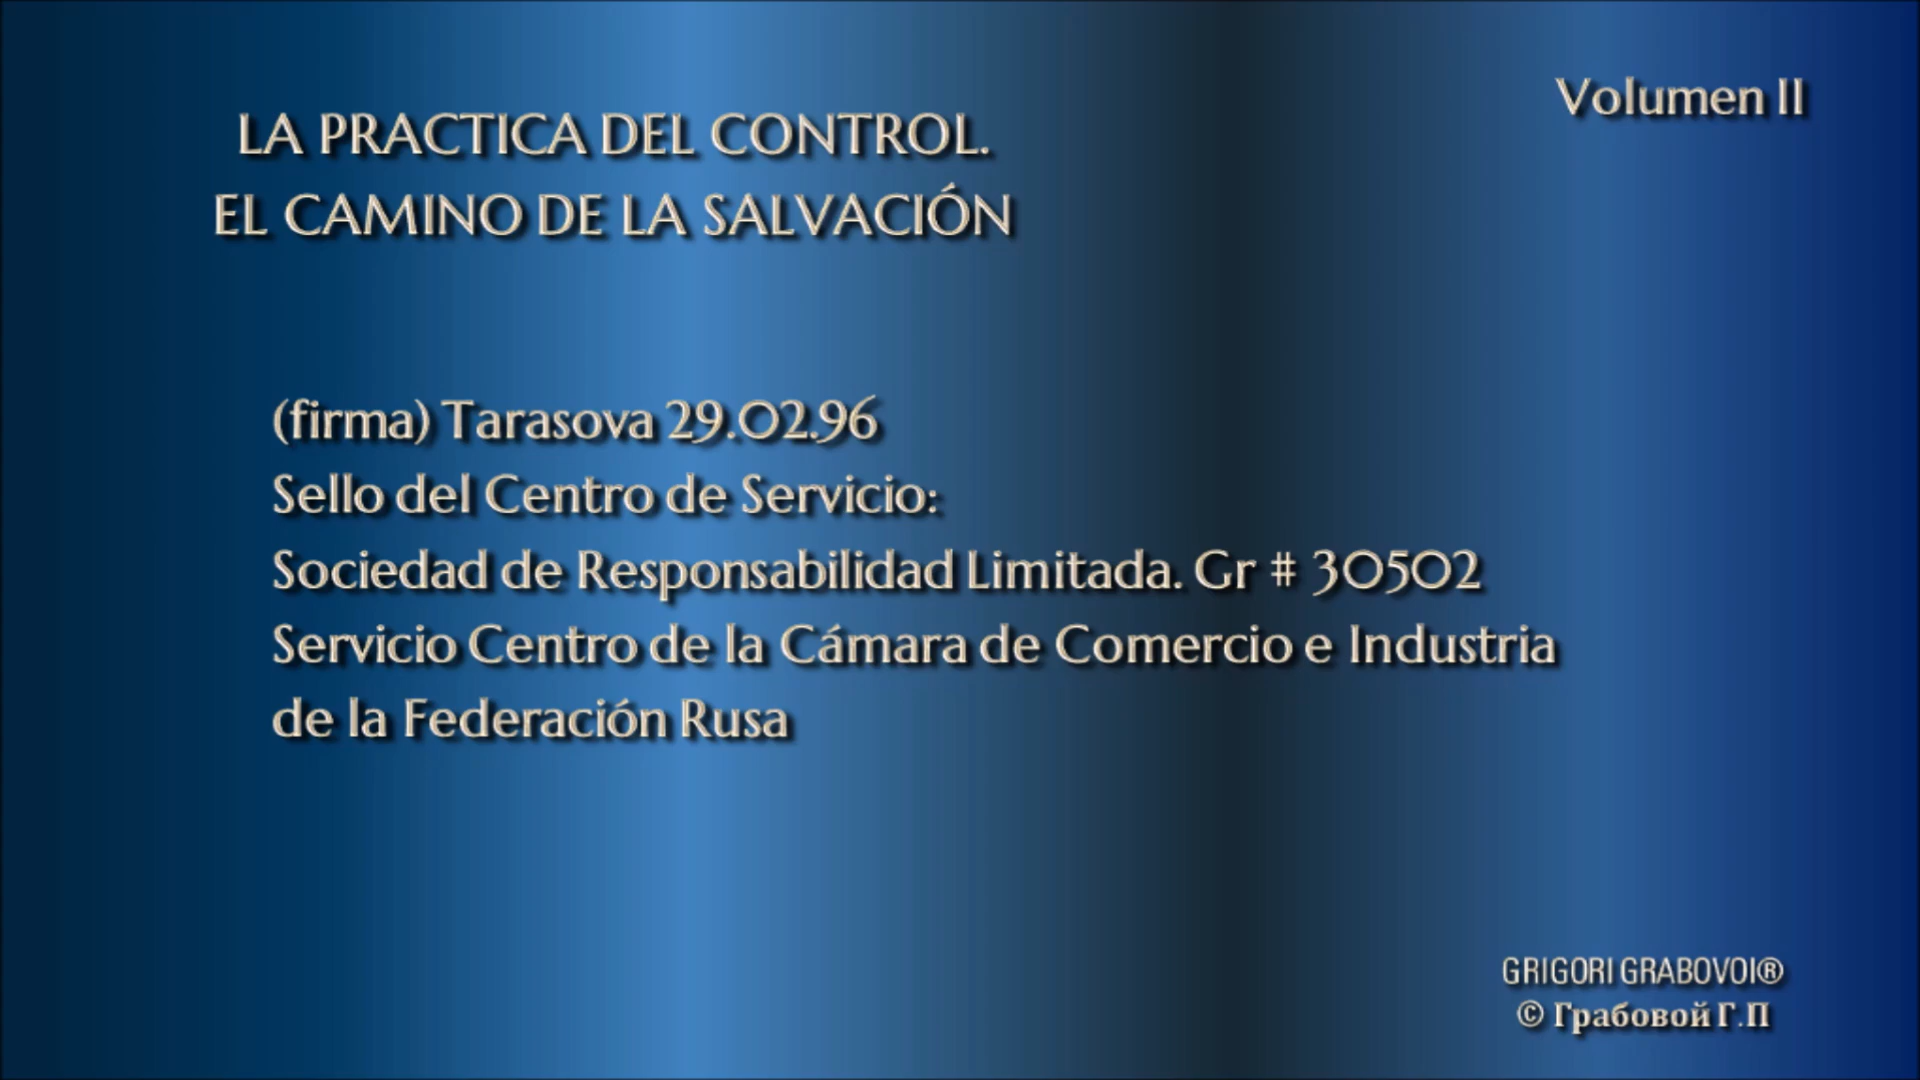 Volumen II
LA PRACTICA DEL CONTROL.
EL CAMINO DE LA SALVACIÓN
(firma) Tarasova 29.02.96
Sello del Centro de Servicio:
Sociedad de Responsabilidad Limitada. Gr # 30502
Servicio Centro de la Cámara de Comercio e Industria
de la Federación Rusa
GRIGORI GRABOVOI®
© Грабовой Г.П